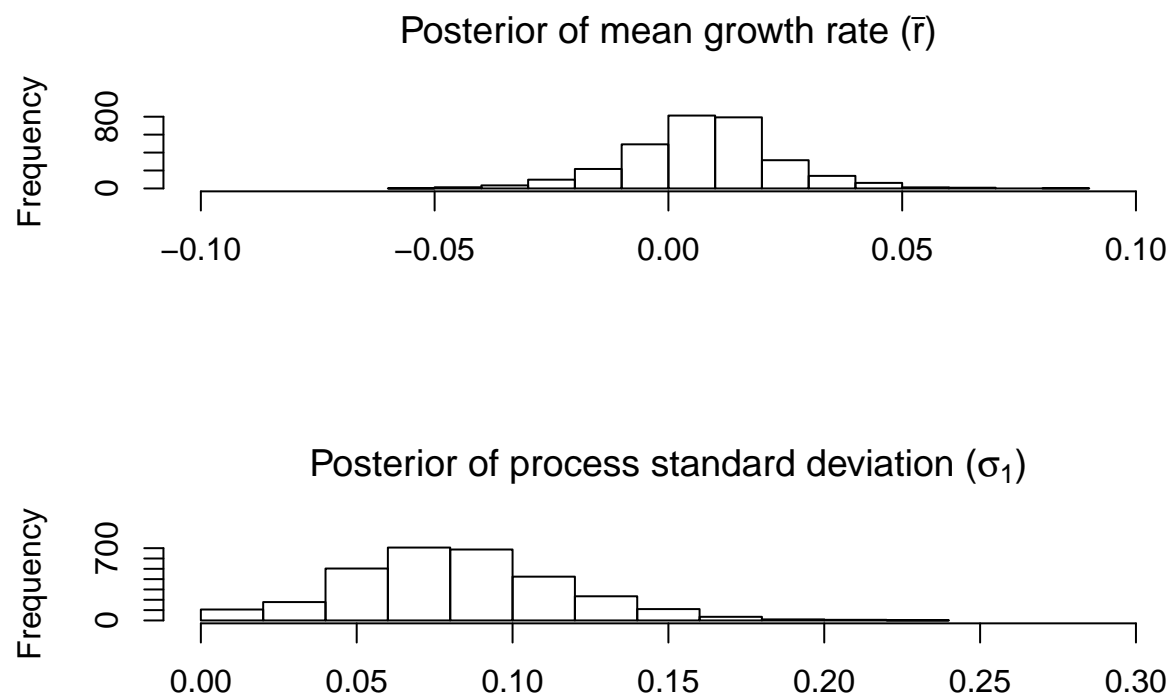 Posterior of mean growth rate (r̄)
Frequency
800
0
−0.10 −0.05 0.00 0.05 0.10
Posterior of process standard deviation (σ₁)
Frequency
700
0
0.00 0.05 0.10 0.15 0.20 0.25 0.30